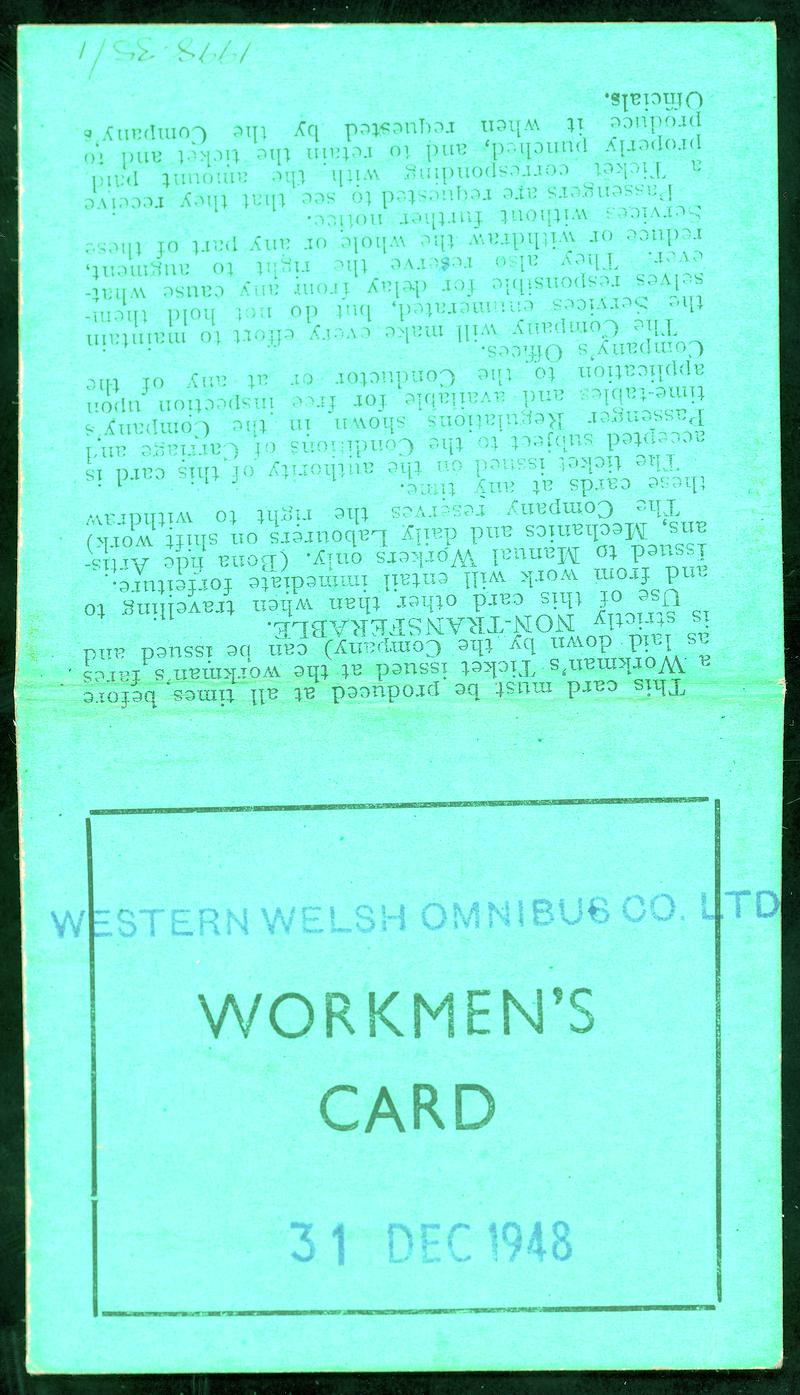 WESTERN WELSH OMNIBUS CO. LTD
WORKMEN'S
CARD
31 DEC 1948
This card must be produced at all times before
a Workman's Ticket issued at the workman's fares
as laid down by the Company) can be issued and
is strictly NON-TRANSFERABLE.
Use of this card other than when travelling to
and from work will entail immediate forfeiture.
issued to Manual Workers only. (Bona fide Artis-
ans, Mechanics and daily Labourers on shift work)
The Company reserves the right to withdraw
these cards at any time.
The ticket issued on the authority of this card is
accepted subject to the Conditions of Carriage and
Passenger Regulations shown in the Company's
time-tables and available for free inspection upon
application to the Conductor or at any of the
Company's Offices.
The Company will make every effort to maintain
the Services enumerated, but do not hold them-
selves responsible for delay from any cause what-
ever. They also reserve the right to augment,
reduce or withdraw the whole or any part of these
Services without further notice.
Passengers are requested to see that they receive
a Ticket corresponding with the amount paid
properly punched, and to retain the ticket and to
produce it when requested by the Company's
Officials.
1998.35/1